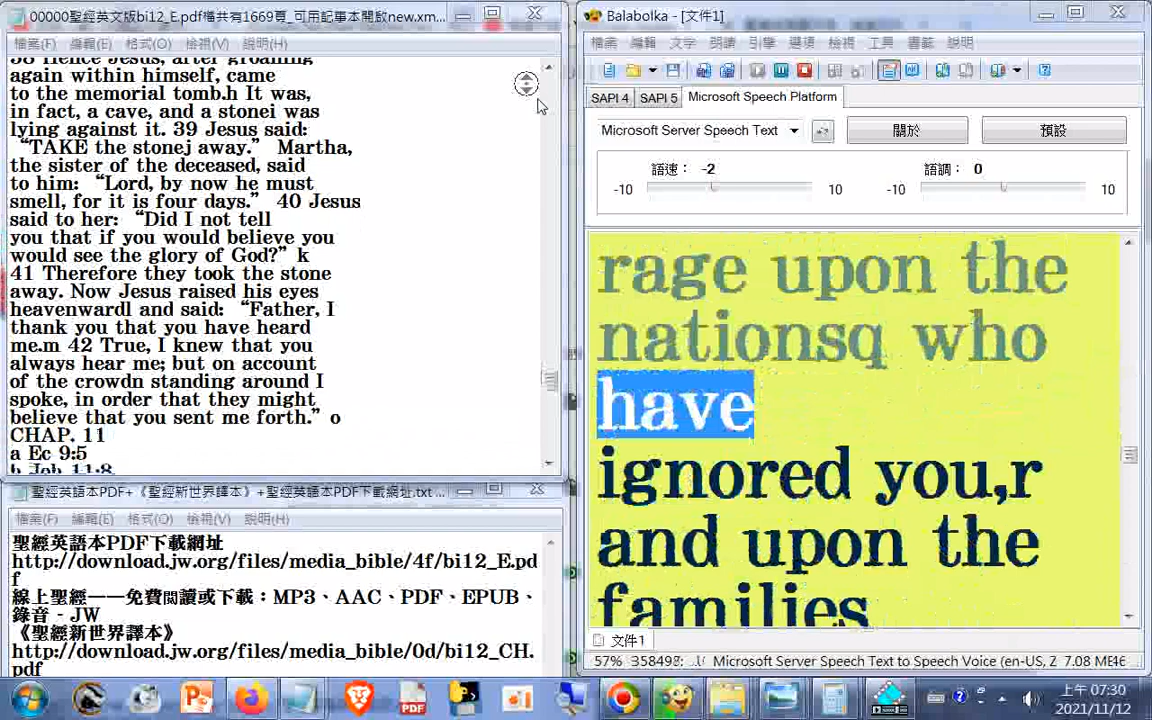 00000聖經英文版bi12_E.pdf檔共有1669頁_可用記事本開啟new.xm...
檔案(F) 編輯(E) 格式(O) 檢視(V) 說明(H)
38 Hence Jesus, after groaning
again within himself, came
to the memorial tomb.h It was,
in fact, a cave, and a stonei was
lying against it. 39 Jesus said:
“TAKE the stonej away.” Martha,
the sister of the deceased, said
to him: “Lord, by now he must
smell, for it is four days.” 40 Jesus
said to her: “Did I not tell
you that if you would believe you
would see the glory of God?” k
41 Therefore they took the stone
away. Now Jesus raised his eyes
heavenwardl and said: “Father, I
thank you that you have heard
me.m 42 True, I knew that you
always hear me; but on account
of the crowdn standing around I
spoke, in order that they might
believe that you sent me forth.” o
CHAP. 11
a Ec 9:5
b Job 11:8
聖經英語本PDF+《聖經新世界譯本》+聖經英語本PDF下載網址.txt ...
檔案(F) 編輯(E) 格式(O) 檢視(V) 說明(H)
聖經英語本PDF下載網址
http://download.jw.org/files/media_bible/4f/bi12_E.pd
f
線上聖經——免費閱讀或下載：MP3、AAC、PDF、EPUB、
錄音 - JW
《聖經新世界譯本》
http://download.jw.org/files/media_bible/0d/bi12_CH.
pdf
Balabolka - [文件1]
檔案 編輯 文字 朗讀 引擎 選項 檢視 工具 書籤 說明
SAPI 4 SAPI 5 Microsoft Speech Platform
Microsoft Server Speech Text 關於 預設
語速： -2 語調： 0
-10 10 -10 10
rage upon the
nationsq who
have
ignored you,r
and upon the
families
文件1
57% Microsoft Server Speech Text to Speech Voice (en-US, Z 7.08 ME
上午 07:30
2021/11/12